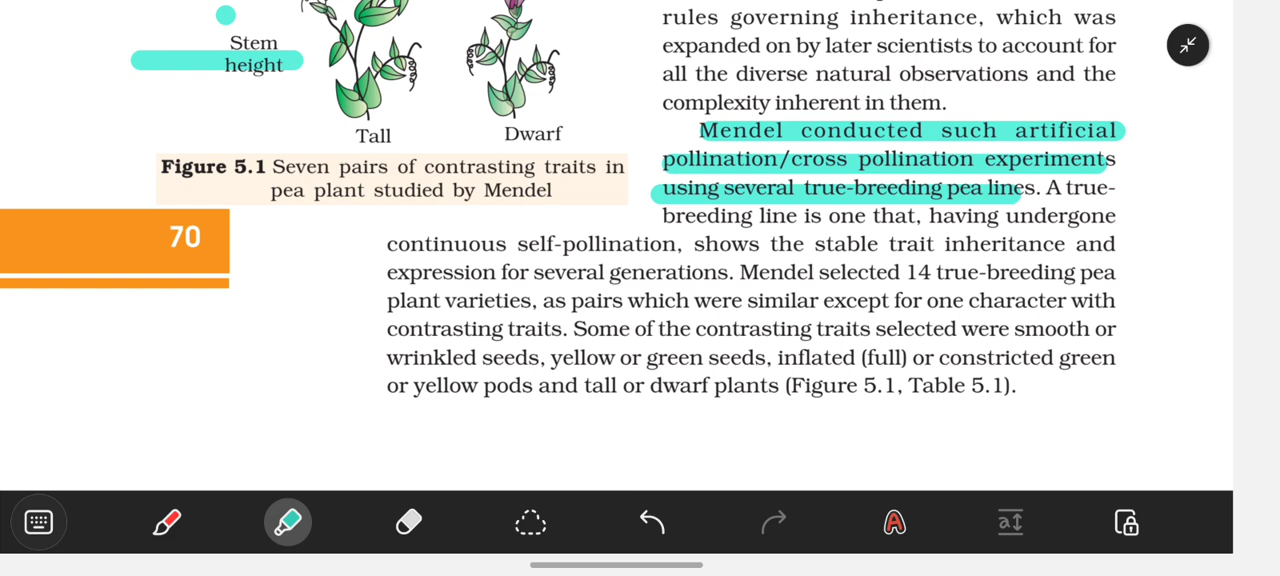 Stem
height
Tall
Dwarf
Figure 5.1 Seven pairs of contrasting traits in
pea plant studied by Mendel
70
rules governing inheritance, which was
expanded on by later scientists to account for
all the diverse natural observations and the
complexity inherent in them.
Mendel conducted such artificial
pollination/cross pollination experiments
using several true-breeding pea lines. A true-
breeding line is one that, having undergone
continuous self-pollination, shows the stable trait inheritance and
expression for several generations. Mendel selected 14 true-breeding pea
plant varieties, as pairs which were similar except for one character with
contrasting traits. Some of the contrasting traits selected were smooth or
wrinkled seeds, yellow or green seeds, inflated (full) or constricted green
or yellow pods and tall or dwarf plants (Figure 5.1, Table 5.1).
A
a